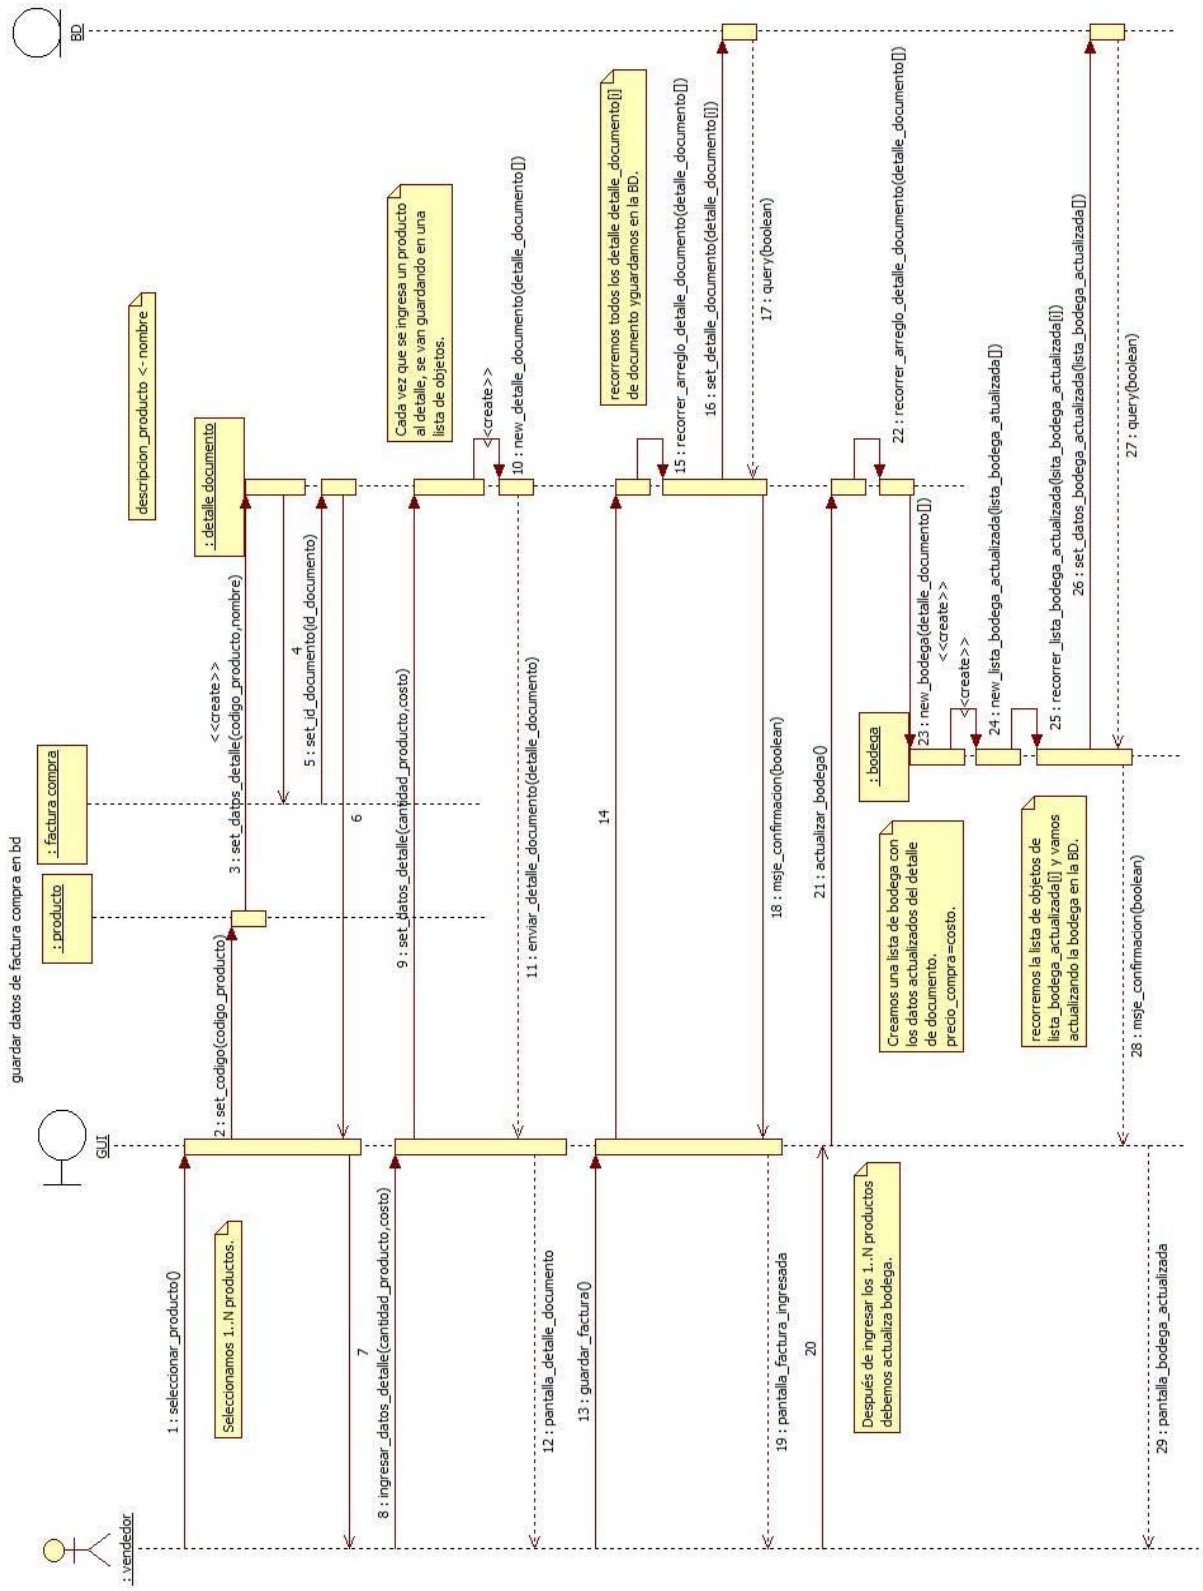 guardar datos de factura compra en bd
: vendedor
GUI
: producto
: factura compra
: detalle documento
descripcion_producto <- nombre
BD
1 : seleccionar_producto()
Seleccionamos 1..N productos.
2 : set_codigo(codigo_producto)
<<create>>
3 : set_datos_detalle(codigo_producto,nombre)
4
5 : set_id_documento(id_documento)
6
7
8 : ingresar_datos_detalle(cantidad_producto,costo)
9 : set_datos_detalle(cantidad_producto,costo)
Cada vez que se ingresa un producto
al detalle, se van guardando en una
lista de objetos.
<<create>>
10 : new_detalle_documento(detalle_documento[])
11 : enviar_detalle_documento(detalle_documento)
12 : pantalla_detalle_documento
13 : guardar_factura()
14
recorremos todos los detalle detalle_documento[i]
de documento yguardamos en la BD.
15 : recorrer_arreglo_detalle_documento(detalle_documento[])
16 : set_detalle_documento(detalle_documento[i])
17 : query(boolean)
18 : msje_confirmacion(boolean)
19 : pantalla_factura_ingresada
20
Después de ingresar los 1..N productos
debemos actualiza bodega.
21 : actualizar_bodega()
22 : recorrer_arreglo_detalle_documento(detalle_documento[])
: bodega
23 : new_bodega(detalle_documento[])
<<create>>
<<create>>
24 : new_lista_bodega_actualizada(lista_bodega_atualizada[])
Creamos una lista de bodega con
los datos actualizados del detalle
de documento.
precio_compra=costo.
25 : recorrer_lista_bodega_actualizada(lsita_bodega_actualizada[i])
26 : set_datos_bodega_actualizada(lista_bodega_actualizada[])
recorremos la lista de objetos de
lista_bodega_actualizada[i] y vamos
actualizando la bodega en la BD.
27 : query(boolean)
28 : msje_confirmacion(boolean)
29 : pantalla_bodega_actualizada